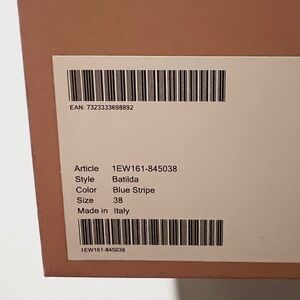 EAN: 7323333698892
Article 1EW161-845038
Style Batilda
Color Blue Stripe
Size 38
Made in Italy
1EW161-845038